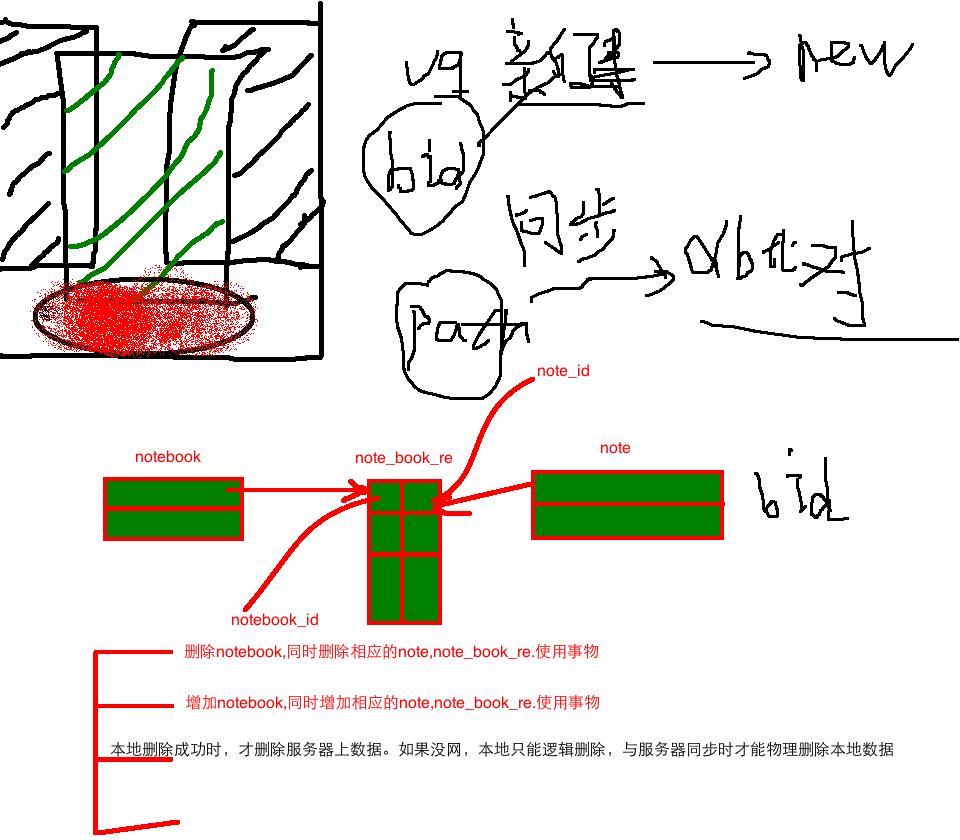 新建
new
bid
同步
Path
对
note_id
notebook
note_book_re
note
bid
notebook_id
删除notebook,同时删除相应的note,note_book_re.使用事物
增加notebook,同时增加相应的note,note_book_re.使用事物
本地删除成功时，才删除服务器上数据。如果没网，本地只能逻辑删除，与服务器同步时才能物理删除本地数据